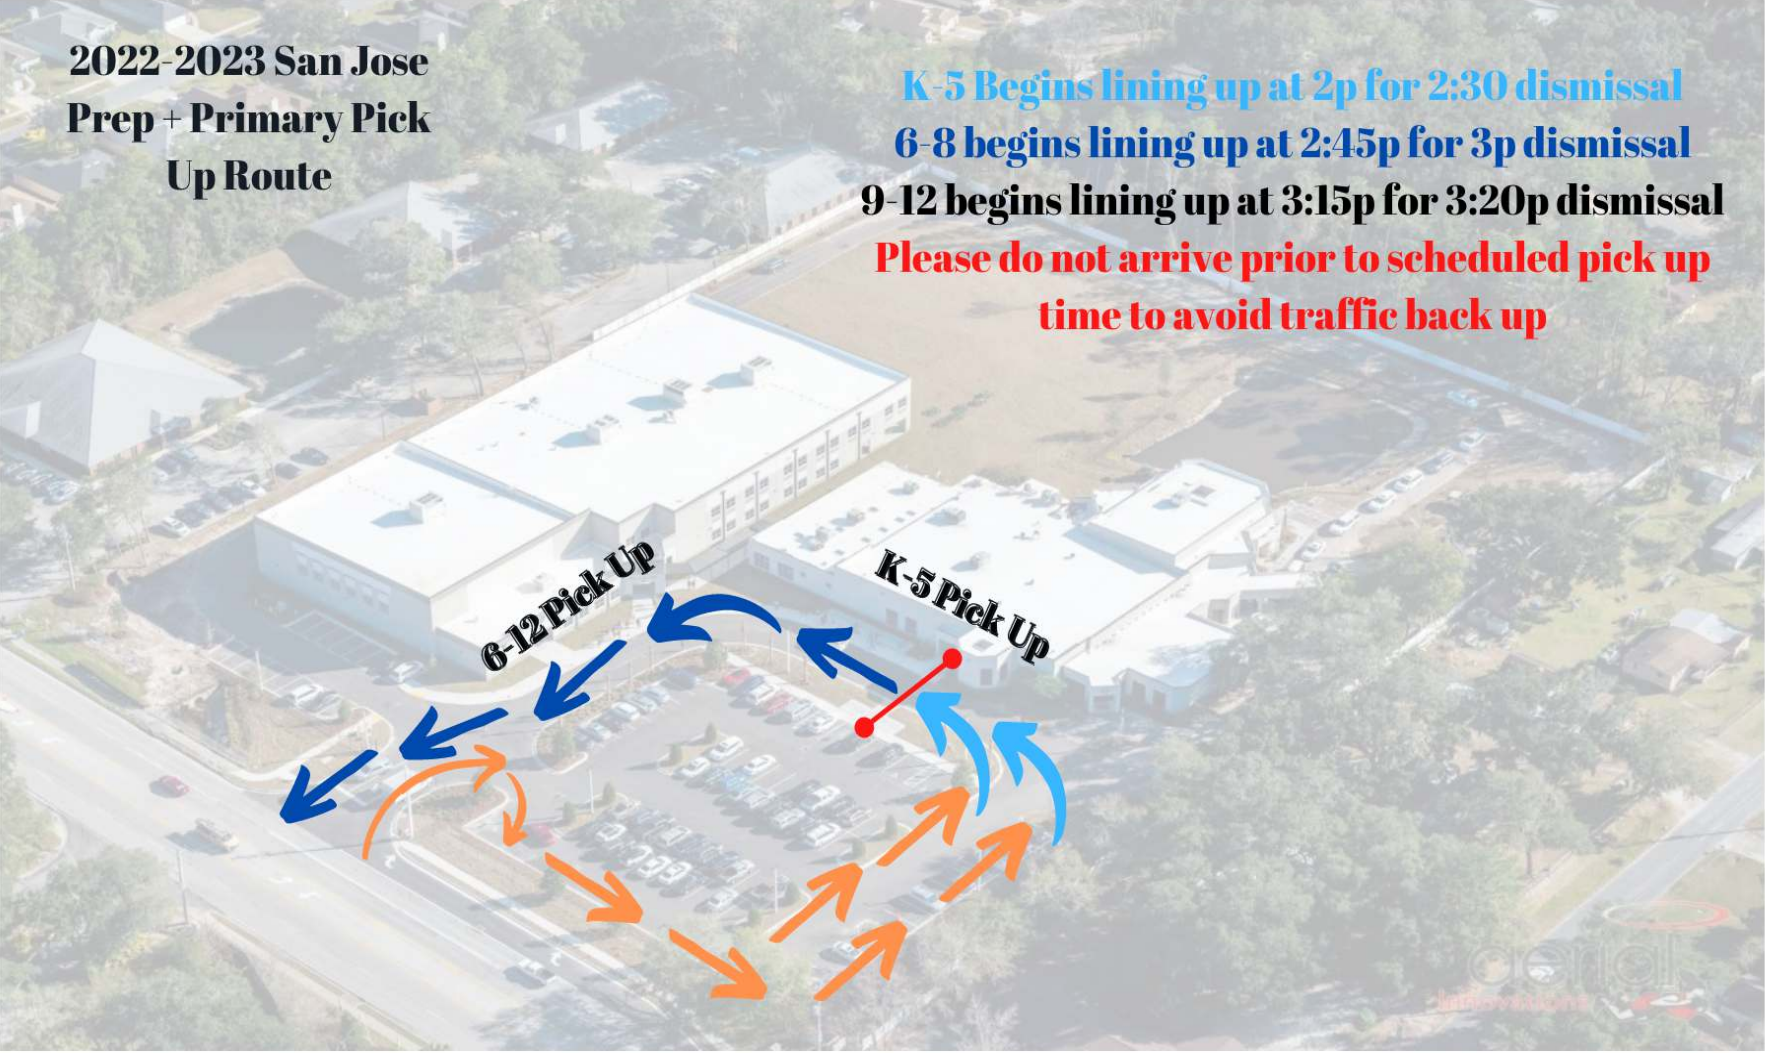 2022-2023 San Jose
Prep + Primary Pick
Up Route
K-5 Begins lining up at 2p for 2:30 dismissal
6-8 begins lining up at 2:45p for 3p dismissal
9-12 begins lining up at 3:15p for 3:20p dismissal
Please do not arrive prior to scheduled pick up
time to avoid traffic back up
6-12 Pick Up
K-5 Pick Up
aerial